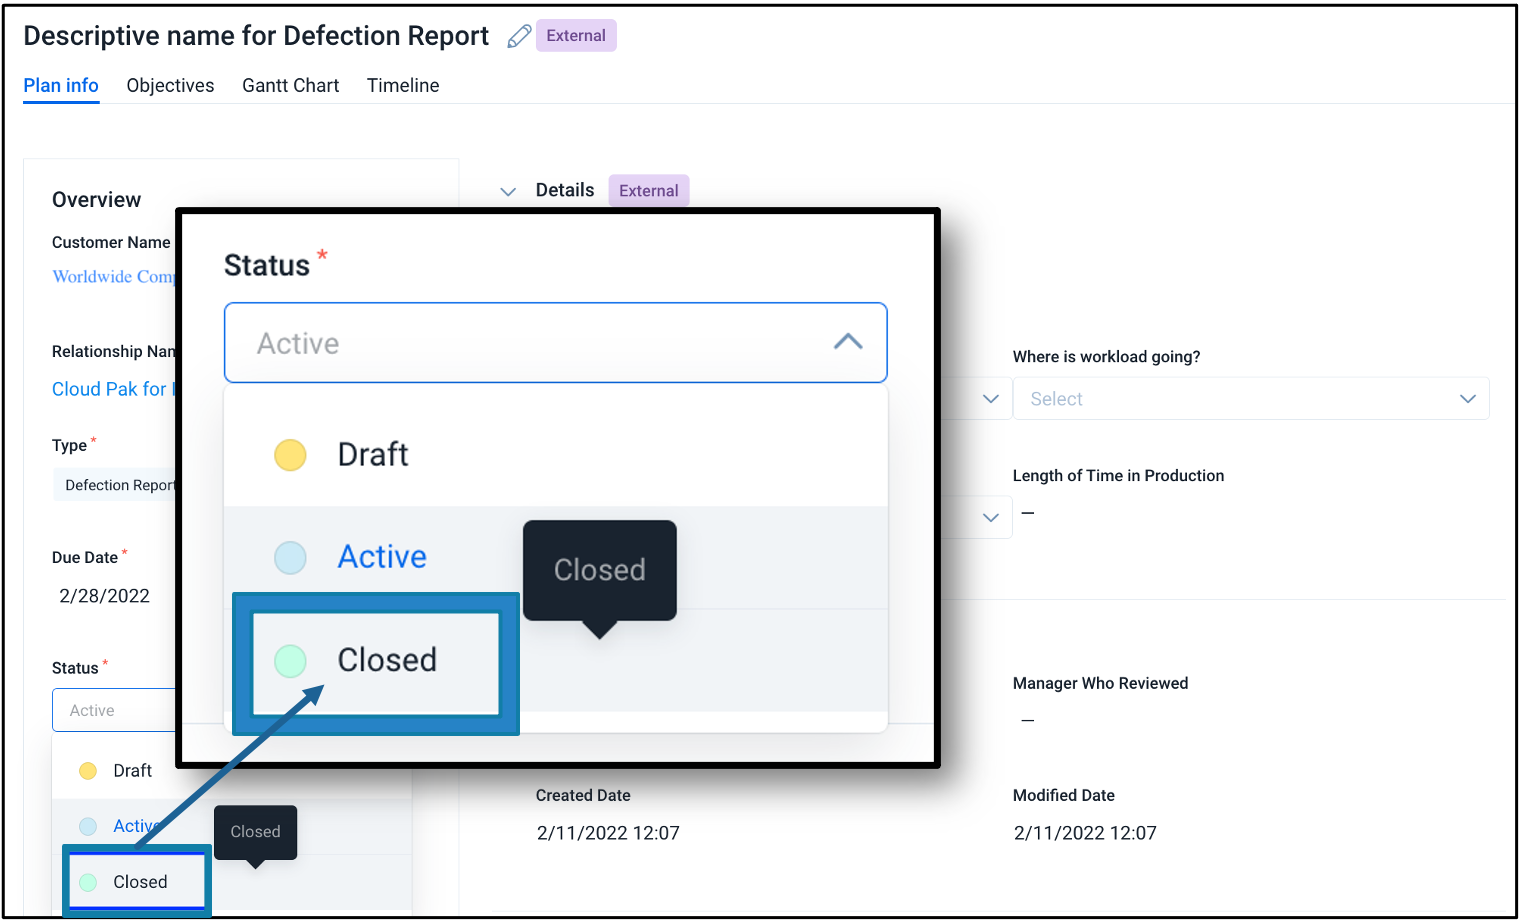 Descriptive name for Defection Report External
Plan info Objectives Gantt Chart Timeline
Overview
Customer Name
Worldwide
Relationship
Cloud Pak for
Type *
Defection Report
Due Date *
2/28/2022
Status *
Active
Draft
Active
Closed
Closed
Status *
Active
Draft
Active
Closed
Closed
Details External
Where is workload going?
Select
Length of Time in Production
—
Manager Who Reviewed
—
Created Date
2/11/2022 12:07
Modified Date
2/11/2022 12:07